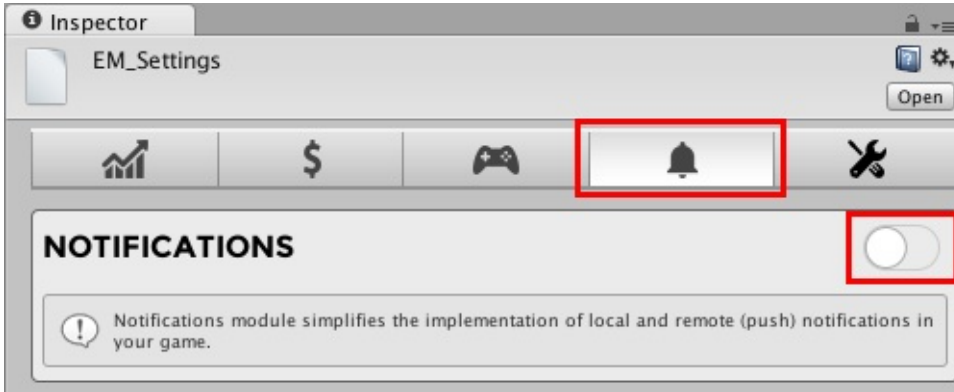 Inspector
EM_Settings
Open
NOTIFICATIONS
Notifications module simplifies the implementation of local and remote (push) notifications in
your game.